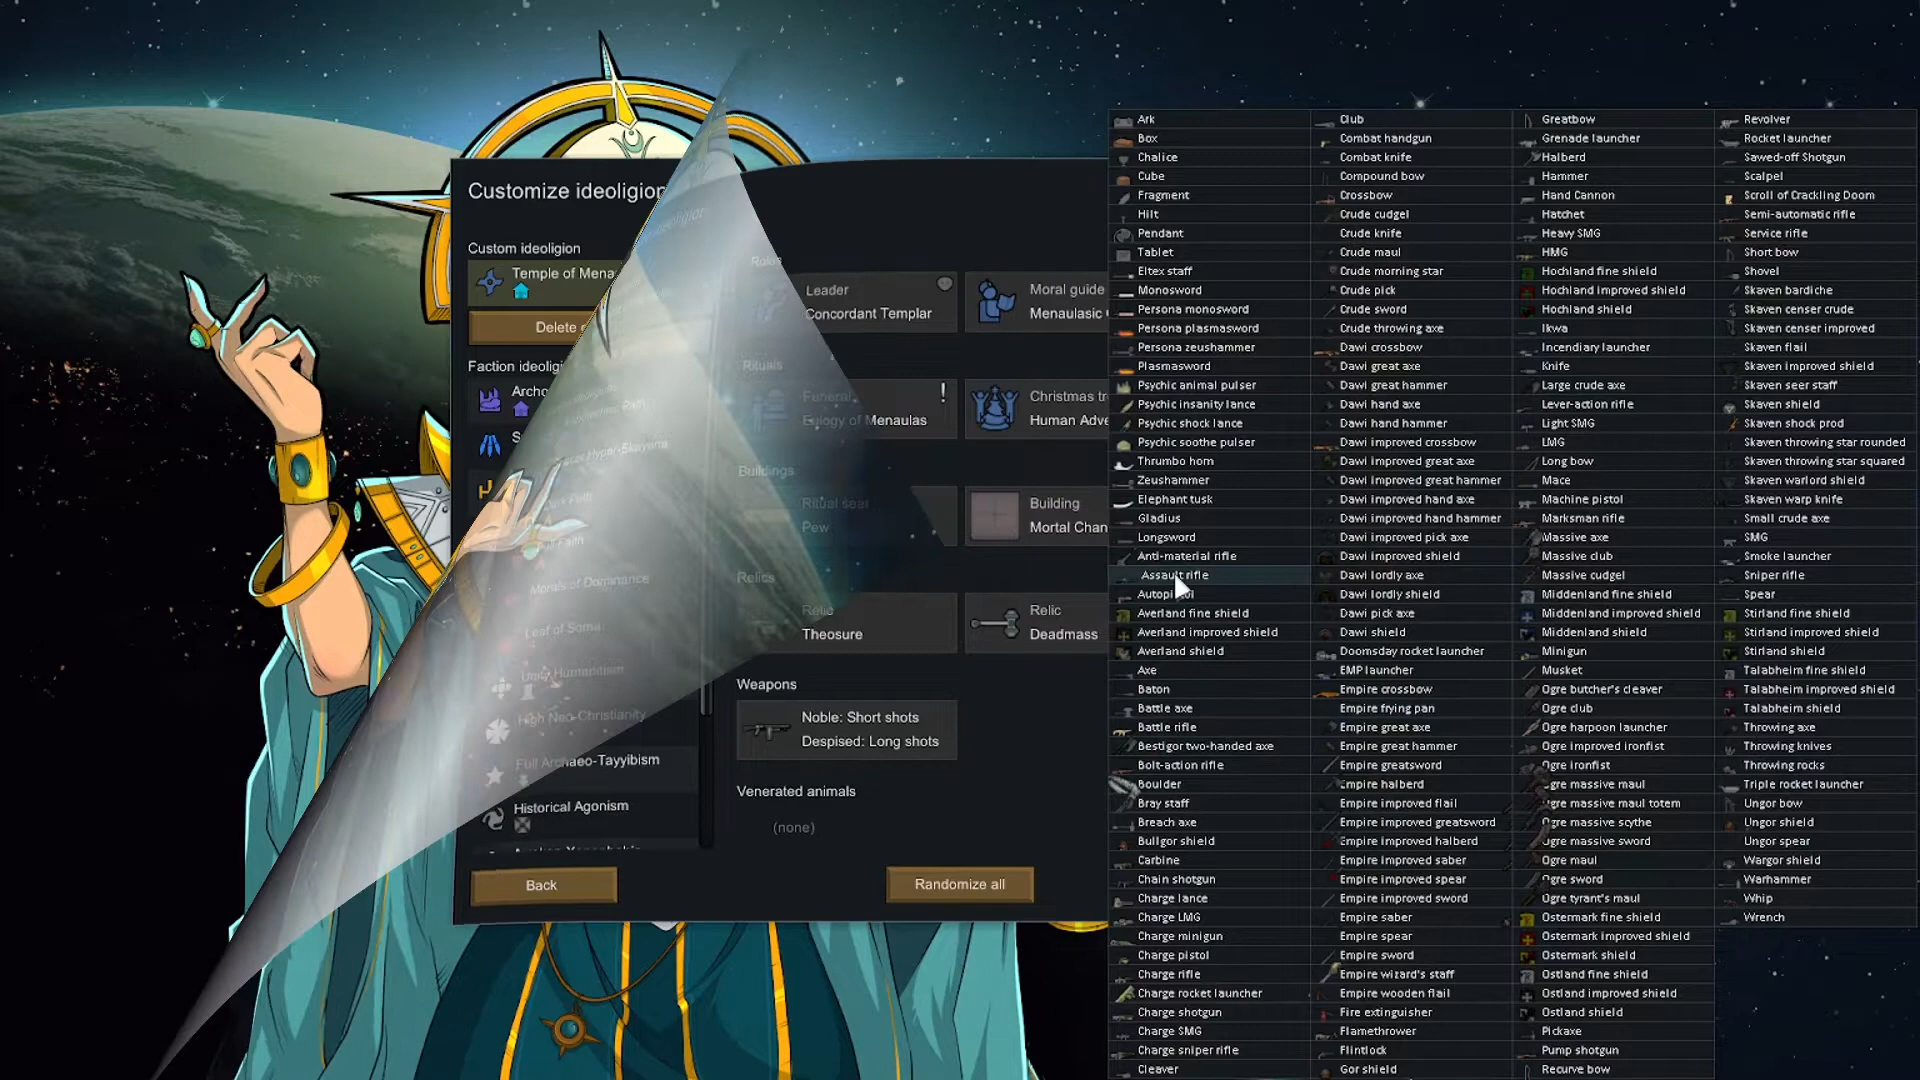 Customize ideoligion
Custom ideoligion
Temple of Mena
Delete
Faction ideoligi
Archo
Morals of Dominance
Leaf of Soma
Unity Humanitism
High Neo-Christianity
Full Archaeo-Tayyibism
Historical Agonism
Back
Roles
Leader
Concordant Templar
Moral guide
Menaulasic
Rituals
Funeral
Eulogy of Menaulas
!
Christmas tr
Human Adve
Buildings
Ritual seat
Pew
Building
Mortal Chan
Relics
Relic
Theosure
Relic
Deadmass
Weapons
Noble: Short shots
Despised: Long shots
Venerated animals
(none)
Randomize all
Ark
Box
Chalice
Cube
Fragment
Hilt
Pendant
Tablet
Eltex staff
Monosword
Persona monosword
Persona plasmasword
Persona zeushammer
Plasmasword
Psychic animal pulser
Psychic insanity lance
Psychic shock lance
Psychic soothe pulser
Thrumbo horn
Zeushammer
Elephant tusk
Gladius
Longsword
Anti-material rifle
Assault rifle
Autopistol
Averland fine shield
Averland improved shield
Averland shield
Axe
Baton
Battle axe
Battle rifle
Bestigor two-handed axe
Bolt-action rifle
Boulder
Bray staff
Breach axe
Bullgor shield
Carbine
Chain shotgun
Charge lance
Charge LMG
Charge minigun
Charge pistol
Charge rifle
Charge rocket launcher
Charge shotgun
Charge SMG
Charge sniper rifle
Cleaver
Club
Combat handgun
Combat knife
Compound bow
Crossbow
Crude cudgel
Crude knife
Crude maul
Crude morning star
Crude pick
Crude sword
Crude throwing axe
Dawi crossbow
Dawi great axe
Dawi great hammer
Dawi hand axe
Dawi hand hammer
Dawi improved crossbow
Dawi improved great axe
Dawi improved great hammer
Dawi improved hand axe
Dawi improved hand hammer
Dawi improved pick axe
Dawi improved shield
Dawi lordly axe
Dawi lordly shield
Dawi pick axe
Dawi shield
Doomsday rocket launcher
EMP launcher
Empire crossbow
Empire frying pan
Empire great axe
Empire great hammer
Empire greatsword
Empire halberd
Empire improved flail
Empire improved greatsword
Empire improved halberd
Empire improved saber
Empire improved spear
Empire improved sword
Empire saber
Empire spear
Empire sword
Empire wizard's staff
Empire wooden flail
Fire extinguisher
Flamethrower
Flintlock
Gor shield
Greatbow
Grenade launcher
Halberd
Hammer
Hand Cannon
Hatchet
Heavy SMG
HMG
Hochland fine shield
Hochland improved shield
Hochland shield
Ikwa
Incendiary launcher
Knife
Large crude axe
Lever-action rifle
Light SMG
LMG
Long bow
Mace
Machine pistol
Marksman rifle
Massive axe
Massive club
Massive cudgel
Middenland fine shield
Middenland improved shield
Middenland shield
Minigun
Musket
Ogre butcher's cleaver
Ogre club
Ogre harpoon launcher
Ogre improved ironfist
Ogre ironfist
Ogre massive maul
Ogre massive maul totem
Ogre massive scythe
Ogre massive sword
Ogre maul
Ogre sword
Ogre tyrant's maul
Ostermark fine shield
Ostermark improved shield
Ostermark shield
Ostland fine shield
Ostland improved shield
Ostland shield
Pickaxe
Pump shotgun
Recurve bow
Revolver
Rocket launcher
Sawed-off Shotgun
Scalpel
Scroll of Crackling Doom
Semi-automatic rifle
Service rifle
Short bow
Shovel
Skaven bardiche
Skaven censer crude
Skaven censer improved
Skaven flail
Skaven improved shield
Skaven seer staff
Skaven shield
Skaven shock prod
Skaven throwing star rounded
Skaven throwing star squared
Skaven warlord shield
Skaven warp knife
Small crude axe
SMG
Smoke launcher
Sniper rifle
Spear
Stirland fine shield
Stirland improved shield
Stirland shield
Talabheim fine shield
Talabheim improved shield
Talabheim shield
Throwing axe
Throwing knives
Throwing rocks
Triple rocket launcher
Ungor bow
Ungor shield
Ungor spear
Wargor shield
Warhammer
Whip
Wrench